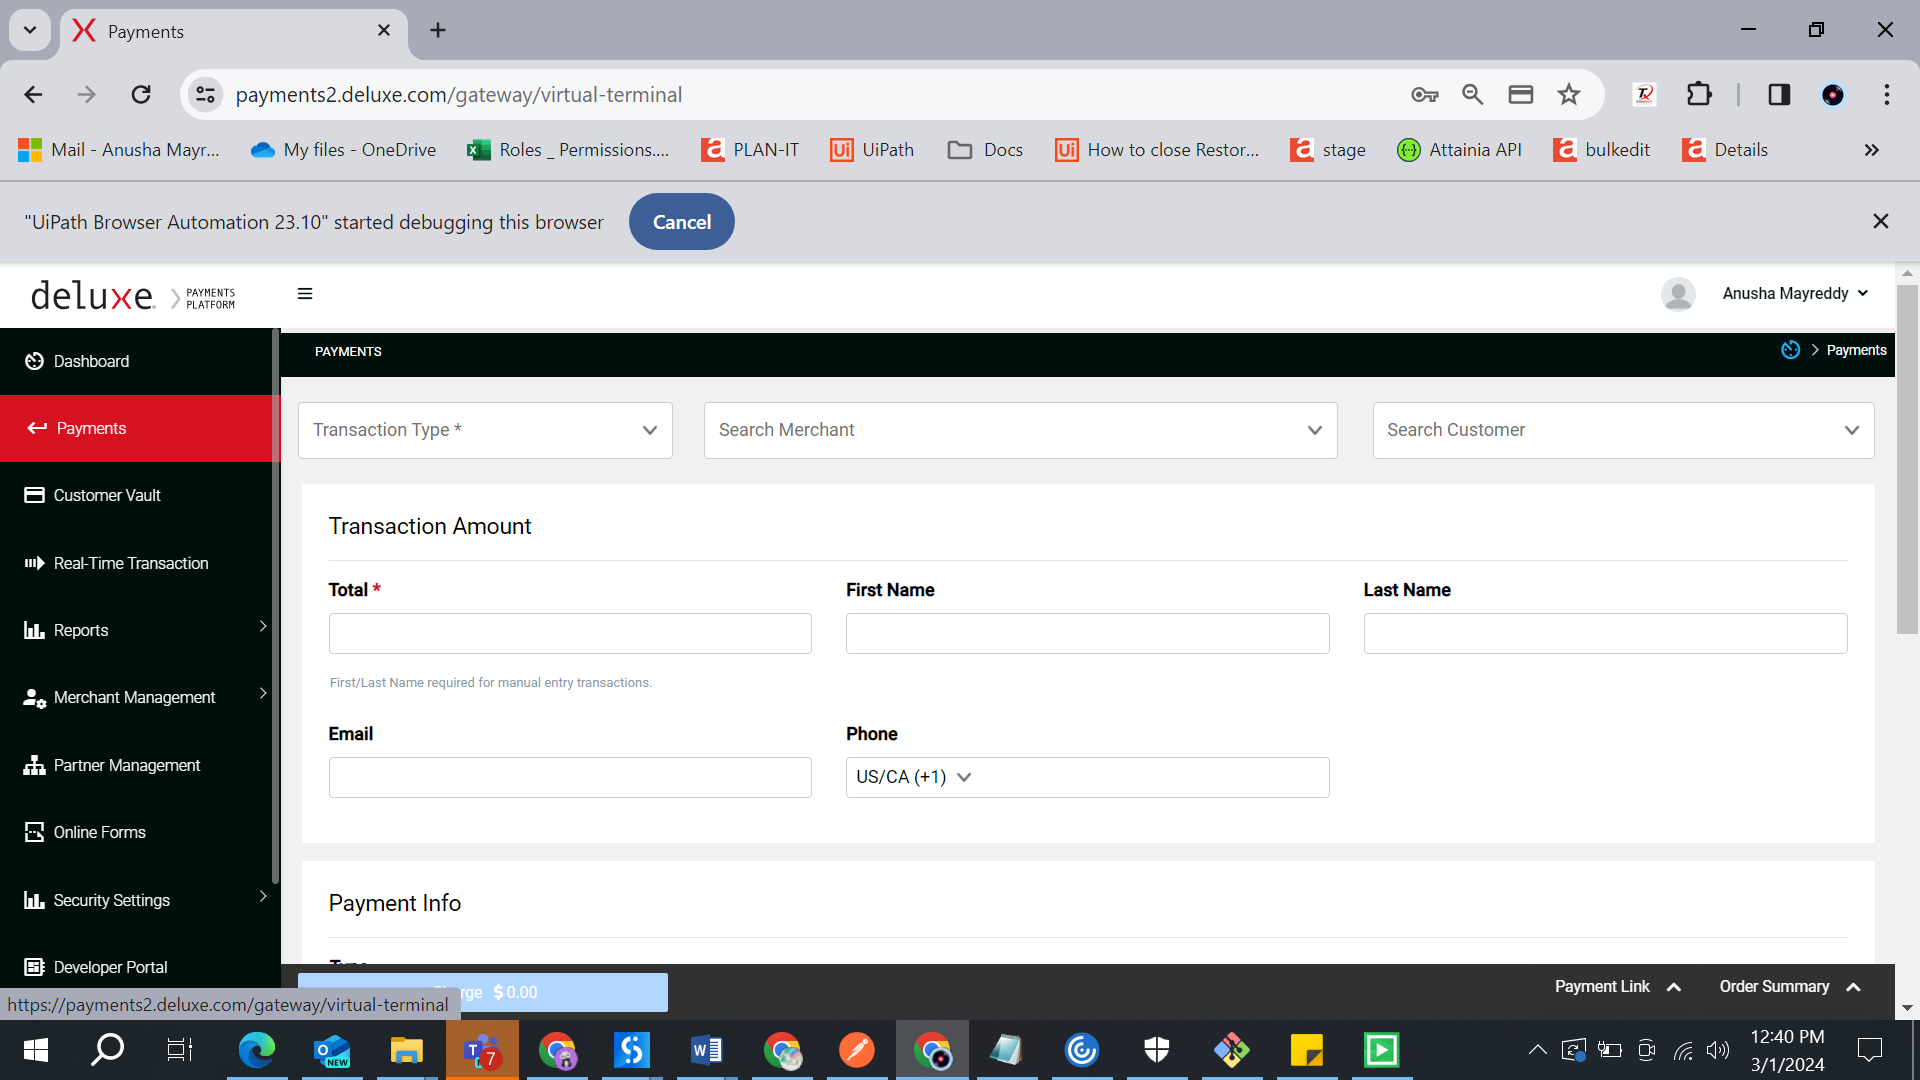 Payments
payments2.deluxe.com/gateway/virtual-terminal
Mail - Anusha Mayr... My files - OneDrive Roles _ Permissions.... PLAN-IT UiPath Docs How to close Restor... stage Attainia API bulkedit Details
"UiPath Browser Automation 23.10" started debugging this browser Cancel
deluxe. PAYMENTS
PLATFORM
Anusha Mayreddy
Dashboard
Payments
Customer Vault
Real-Time Transaction
Reports
Merchant Management
Partner Management
Online Forms
Security Settings
Developer Portal
PAYMENTS
Payments
Transaction Type * Search Merchant Search Customer
Transaction Amount
Total * First Name Last Name
First/Last Name required for manual entry transactions.
Email Phone
US/CA (+1)
Payment Info
$0.00
Payment Link Order Summary
https://payments2.deluxe.com/gateway/virtual-terminal
NEW
7
12:40 PM
3/1/2024